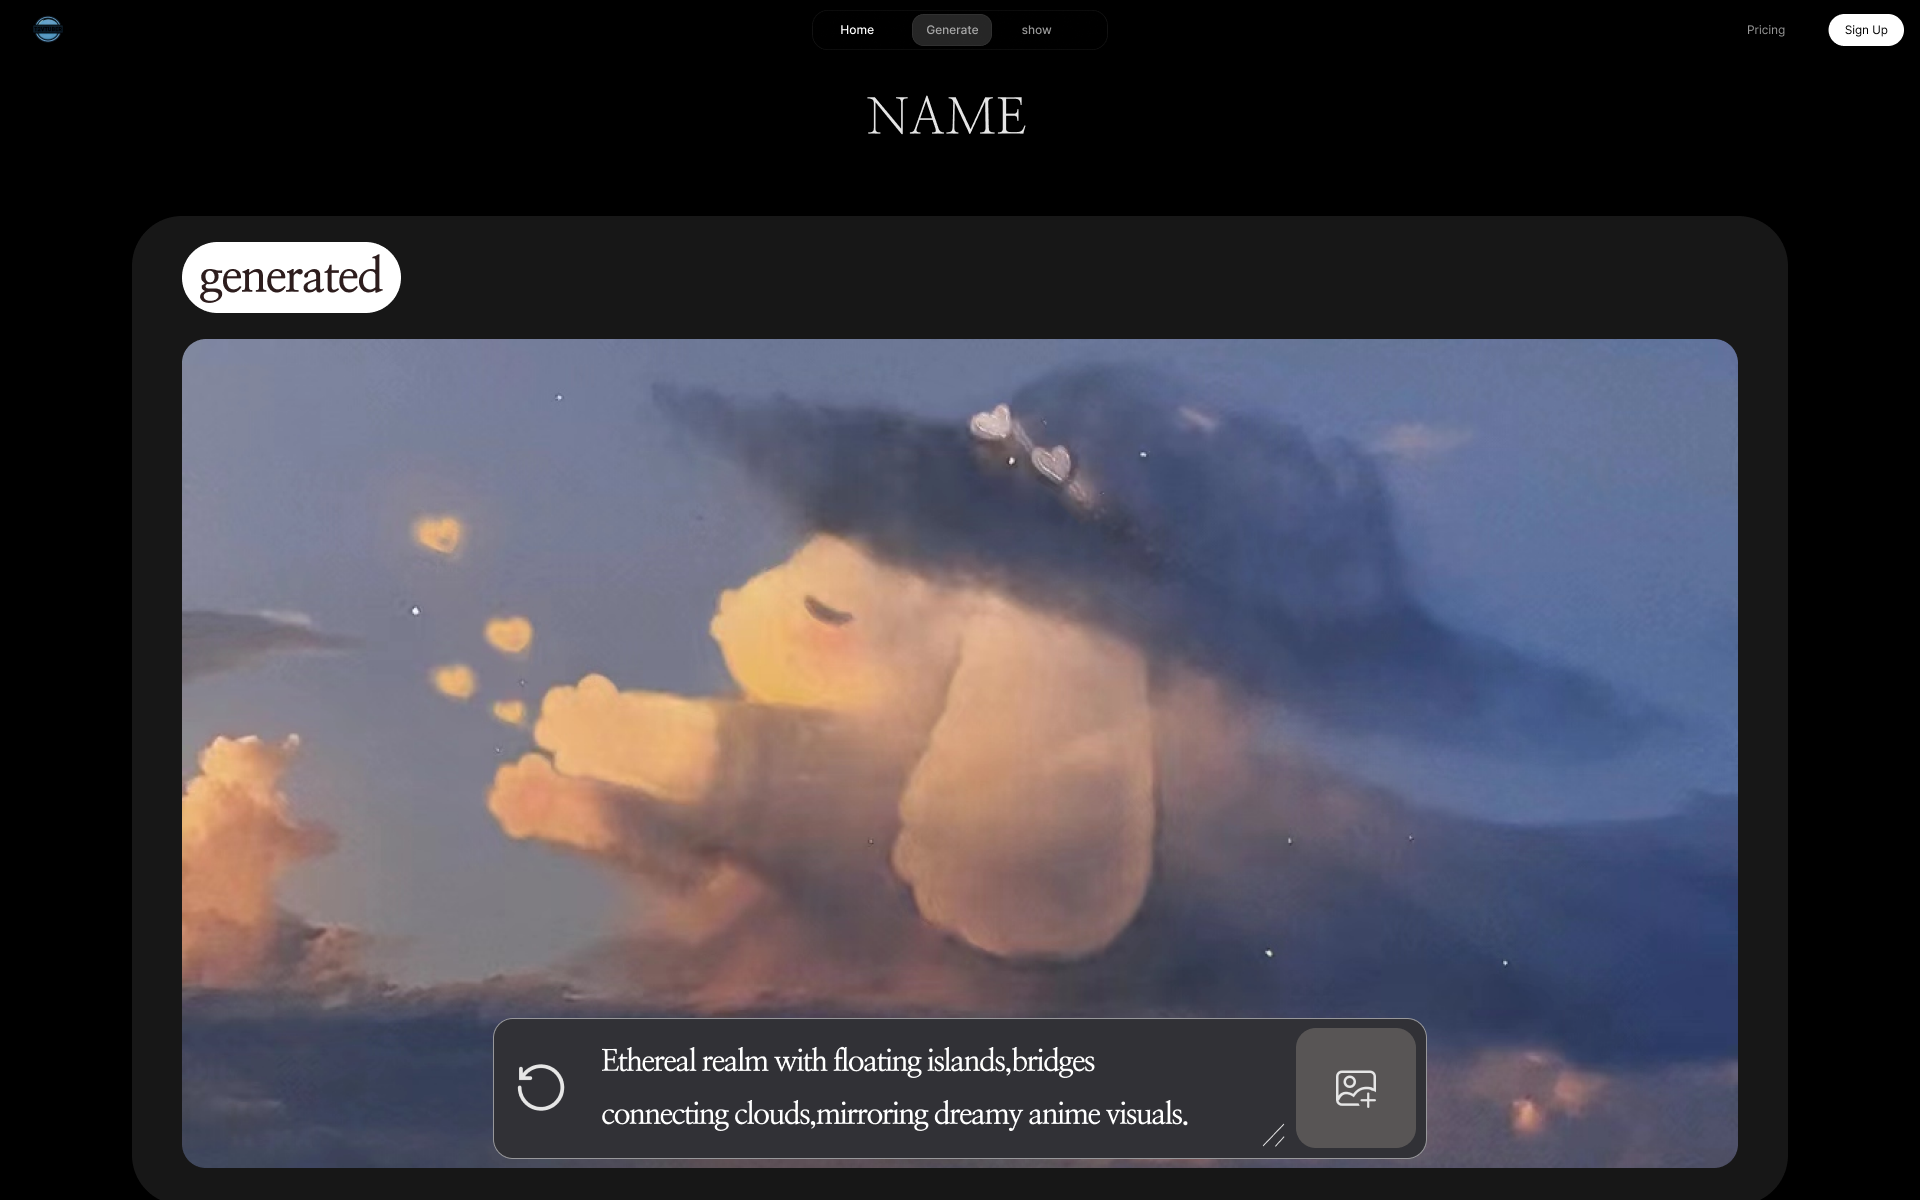 Home Generate show Pricing Sign Up
NAME
generated
Ethereal realm with floating islands,bridges
connecting clouds,mirroring dreamy anime visuals.